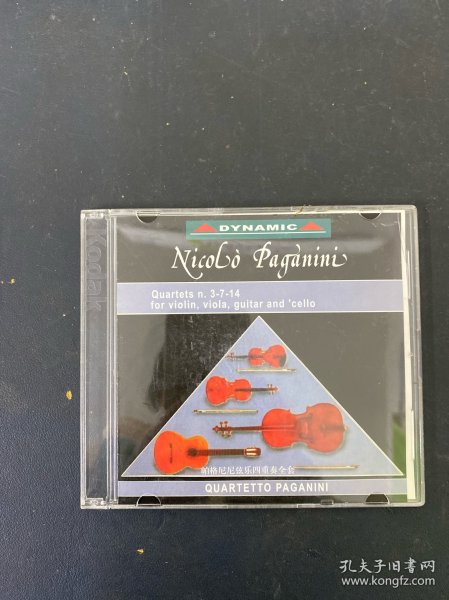 DYNAMIC
Nicolò Paganini
Quartets n. 3-7-14
for violin, viola, guitar and 'cello
Kodak
帕格尼尼弦乐四重奏全套
QUARTETTO PAGANINI
孔夫子旧书网
www.kongfz.com